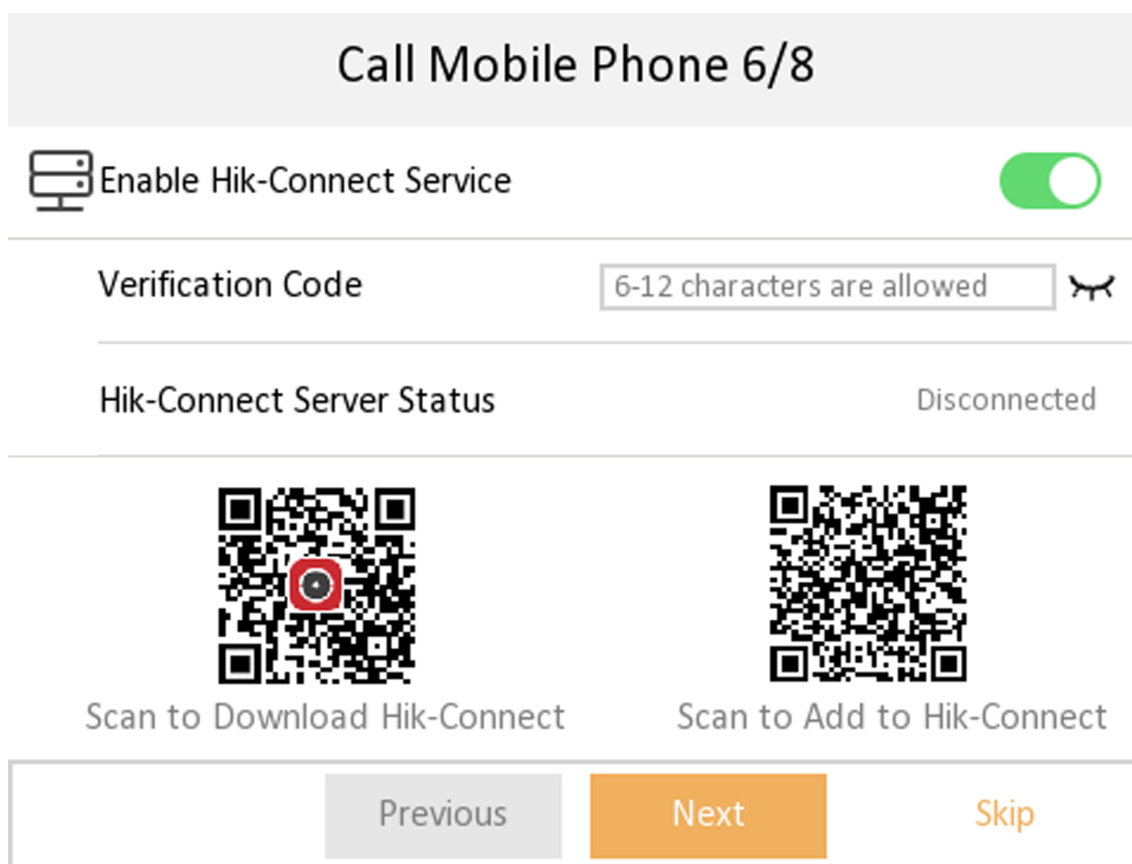 Call Mobile Phone 6/8
Enable Hik-Connect Service
Verification Code 6-12 characters are allowed
Hik-Connect Server Status Disconnected
Scan to Download Hik-Connect Scan to Add to Hik-Connect
Previous Next Skip